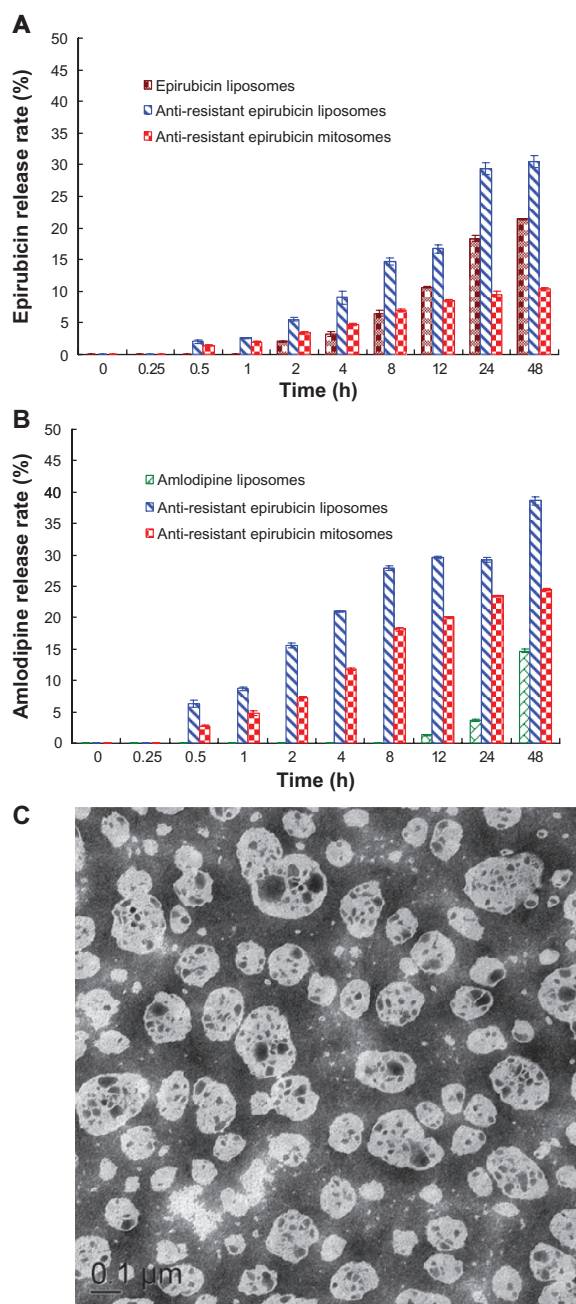 A
Epirubicin release rate (%)
50
45
40
35
30
25
20
15
10
5
0
Epirubicin liposomes
Anti-resistant epirubicin liposomes
Anti-resistant epirubicin mitosomes
0 0.25 0.5 1 2 4 8 12 24 48
Time (h)
B
Amlodipine release rate (%)
50
45
40
35
30
25
20
15
10
5
0
Amlodipine liposomes
Anti-resistant epirubicin liposomes
Anti-resistant epirubicin mitosomes
0 0.25 0.5 1 2 4 8 12 24 48
Time (h)
C
0.1 µm